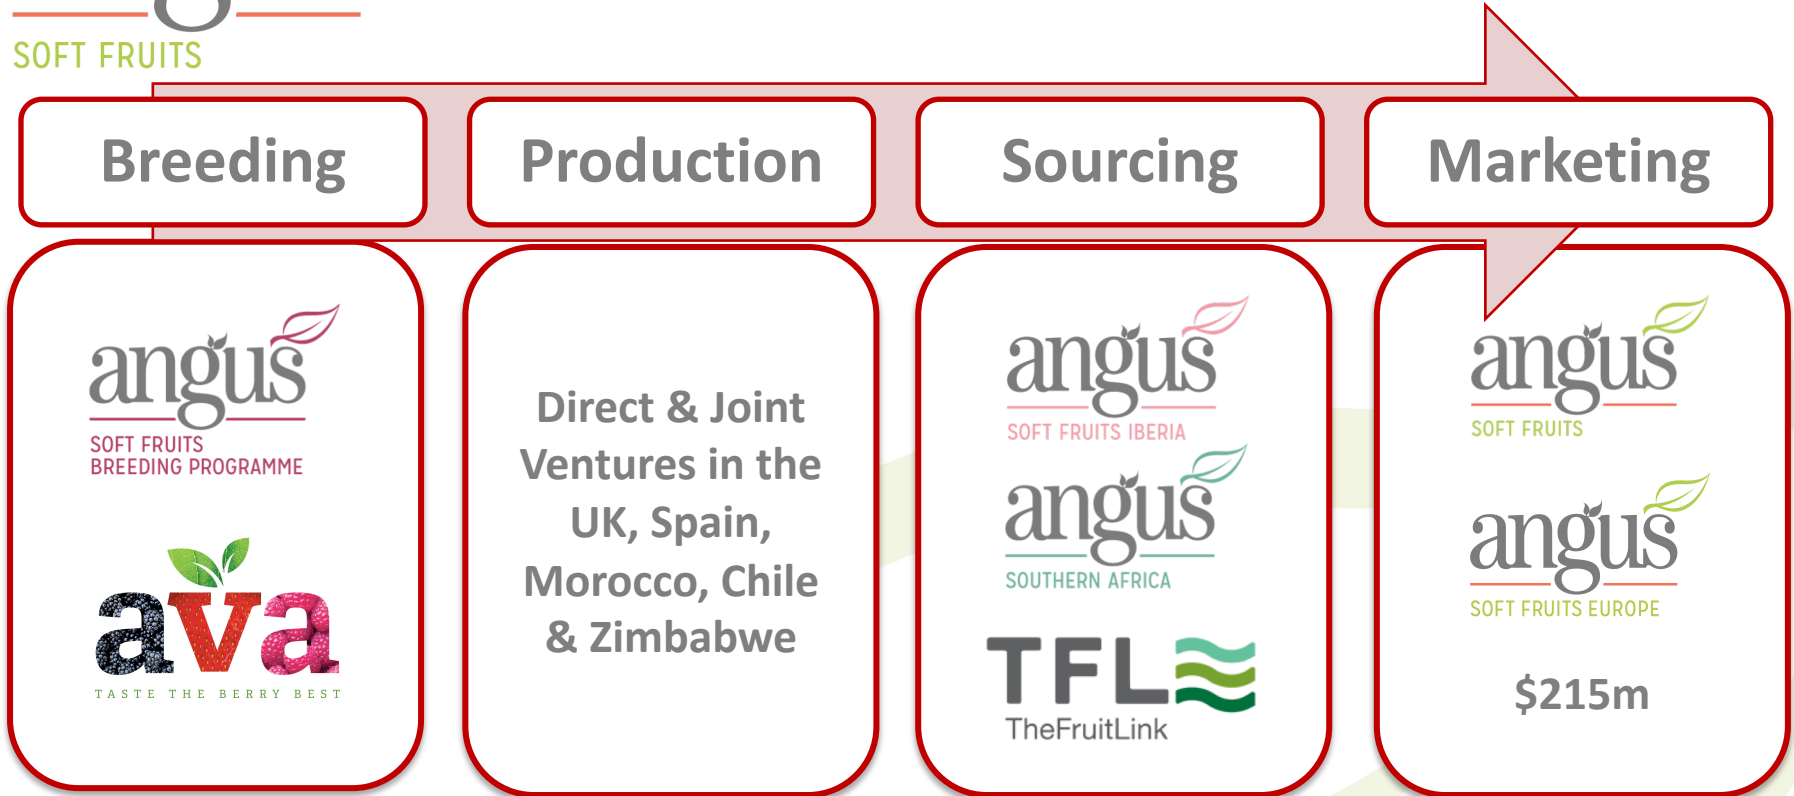 g
SOFT FRUITS
Breeding
Production
Sourcing
Marketing
angus
SOFT FRUITS
BREEDING PROGRAMME
ava
TASTE THE BERRY BEST
Direct & Joint
Ventures in the
UK, Spain,
Morocco, Chile
& Zimbabwe
angus
SOFT FRUITS IBERIA
angus
SOUTHERN AFRICA
TFL
TheFruitLink
angus
SOFT FRUITS
angus
SOFT FRUITS EUROPE
$215m